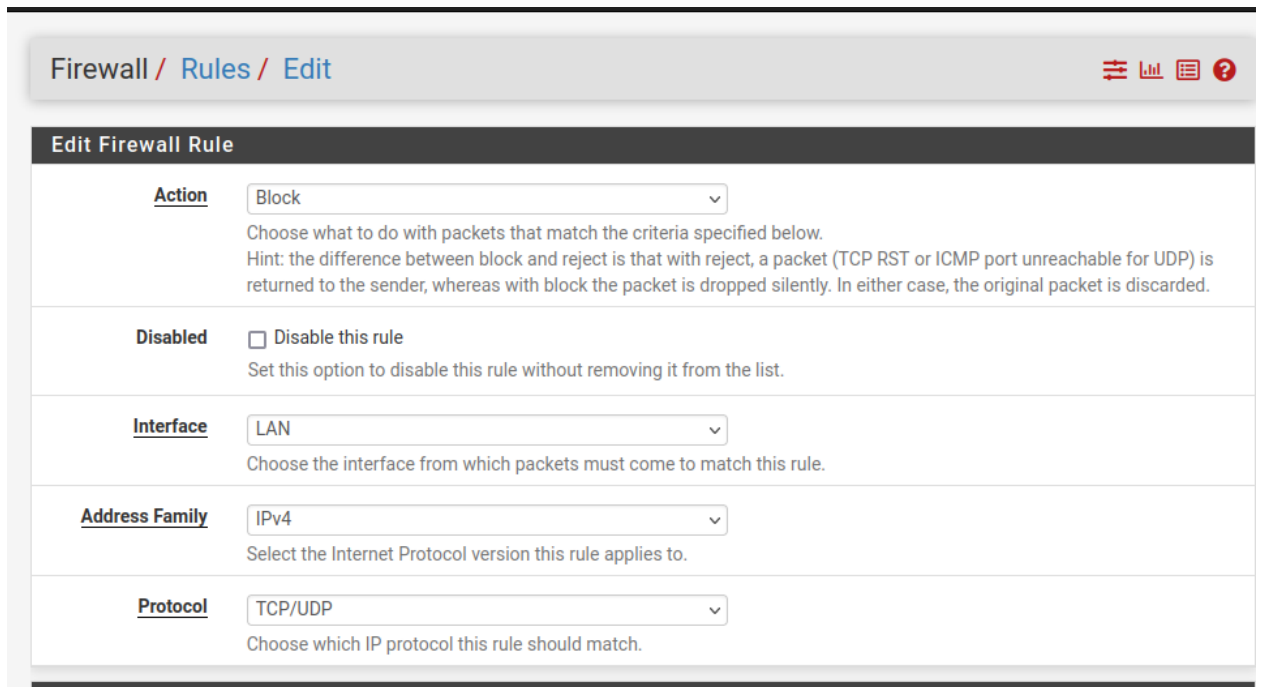 Firewall / Rules / Edit
Edit Firewall Rule
Action
Block
Choose what to do with packets that match the criteria specified below.
Hint: the difference between block and reject is that with reject, a packet (TCP RST or ICMP port unreachable for UDP) is
returned to the sender, whereas with block the packet is dropped silently. In either case, the original packet is discarded.
Disabled
Disable this rule
Set this option to disable this rule without removing it from the list.
Interface
LAN
Choose the interface from which packets must come to match this rule.
Address Family
IPv4
Select the Internet Protocol version this rule applies to.
Protocol
TCP/UDP
Choose which IP protocol this rule should match.